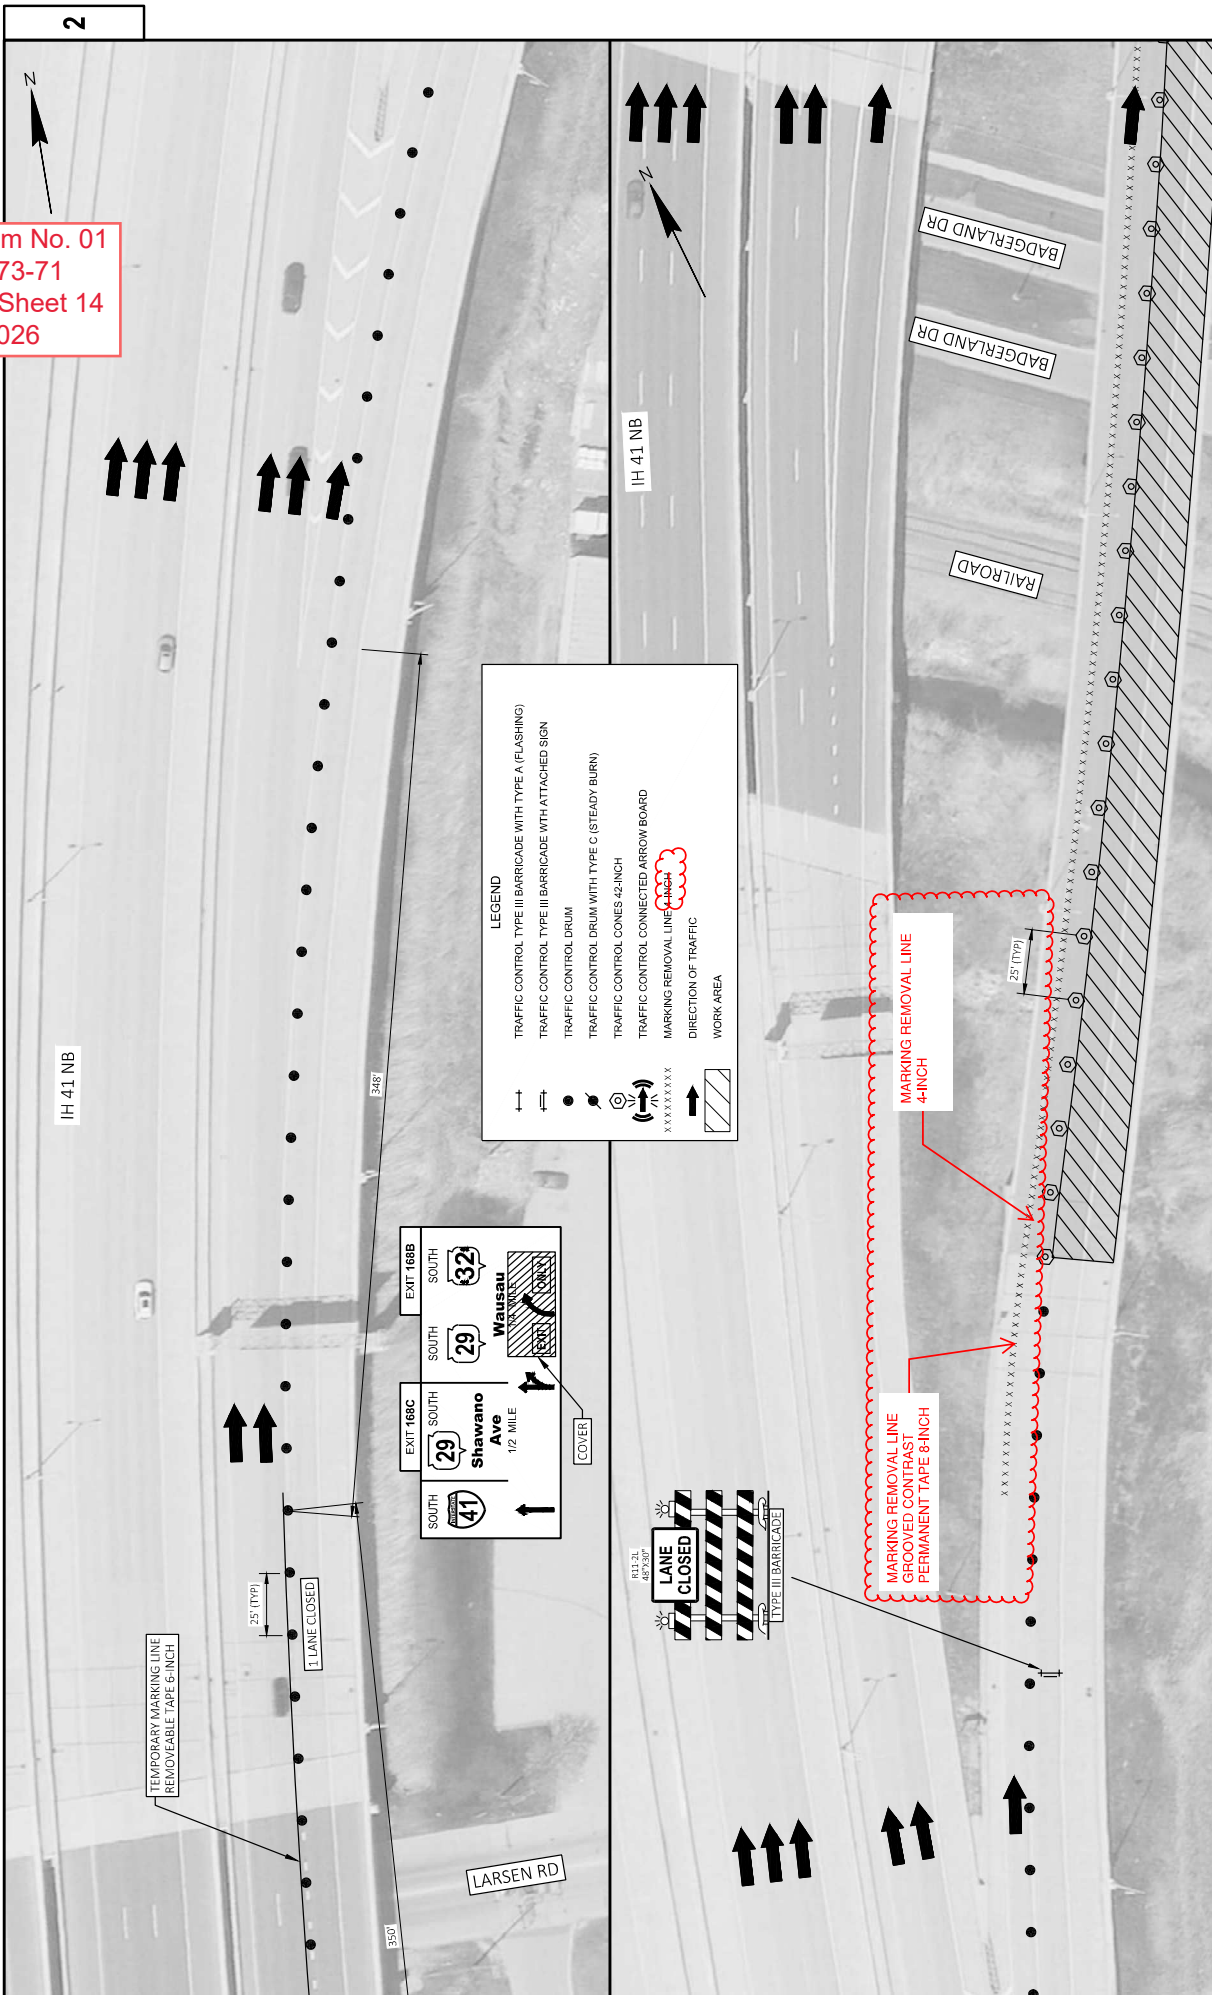 2
N
m No. 01
73-71
Sheet 14
026
IH 41 NB
348'
25' (TYP)
1 LANE CLOSED
TEMPORARY MARKING LINE
REMOVEABLE TAPE 6-INCH
350'
LARSEN RD
EXIT 168C
EXIT 168B
SOUTH
INTERSTATE
41
29
SOUTH
Shawano
Ave
1/2 MILE
SOUTH
29
SOUTH
32
Wausau
1/4 MILE
EXIT
ONLY
COVER
LEGEND
TRAFFIC CONTROL TYPE III BARRICADE WITH TYPE A (FLASHING)
TRAFFIC CONTROL TYPE III BARRICADE WITH ATTACHED SIGN
TRAFFIC CONTROL DRUM
TRAFFIC CONTROL DRUM WITH TYPE C (STEADY BURN)
TRAFFIC CONTROL CONES 42-INCH
TRAFFIC CONTROL CONNECTED ARROW BOARD
XXXXXXXXX MARKING REMOVAL LINE 4-INCH
DIRECTION OF TRAFFIC
WORK AREA
N
IH 41 NB
BADGERLAND DR
BADGERLAND DR
RAILROAD
25' (TYP)
MARKING REMOVAL LINE
4-INCH
MARKING REMOVAL LINE
GROOVED CONTRAST
PERMANENT TAPE 8-INCH
R11-2L
48"X30"
LANE
CLOSED
TYPE III BARRICADE